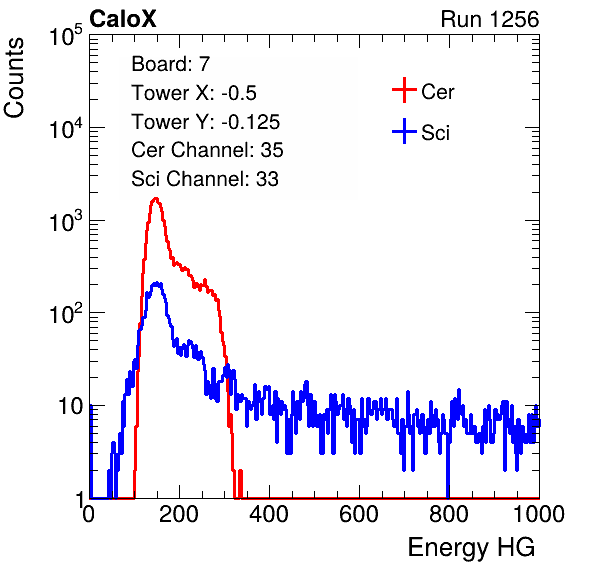 CaloX Run 1256
Counts
Board: 7
Tower X: -0.5
Tower Y: -0.125
Cer Channel: 35
Sci Channel: 33
Cer
Sci
10^5
10^4
10^3
10^2
10
1
0 200 400 600 800 1000
Energy HG